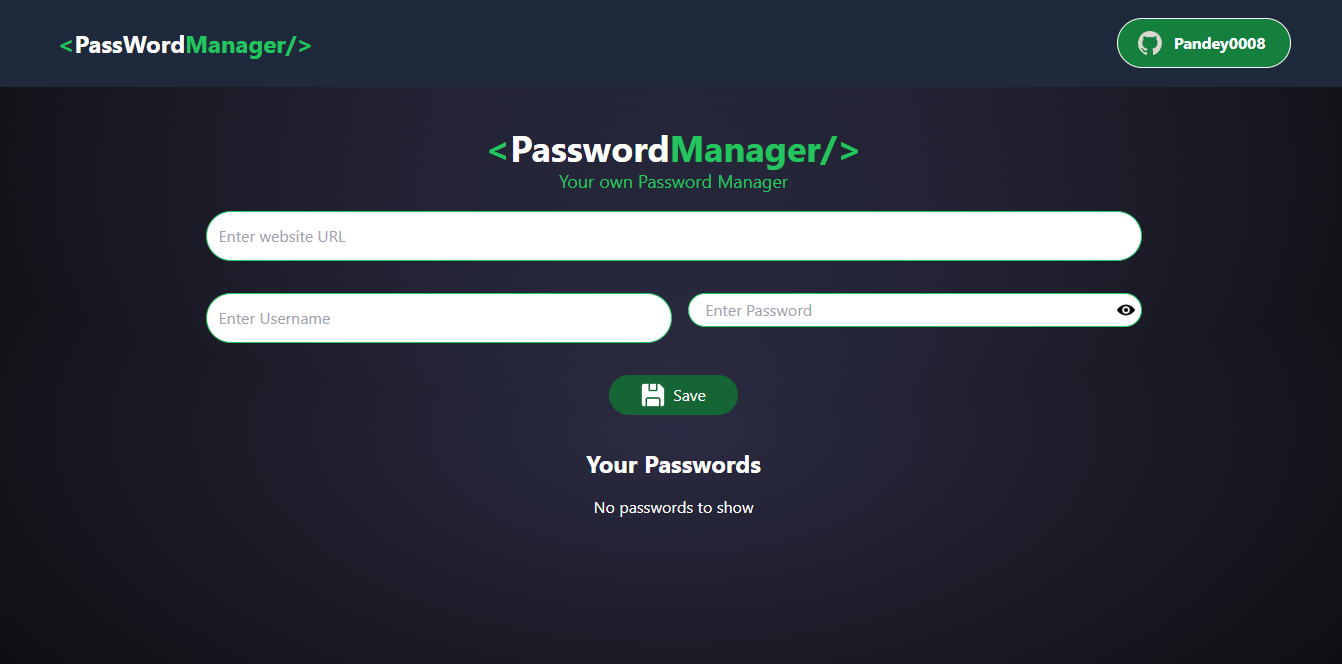 <PassWordManager/>
Pandey0008
<PasswordManager/>
Your own Password Manager
Enter website URL
Enter Username
Enter Password
Save
Your Passwords
No passwords to show